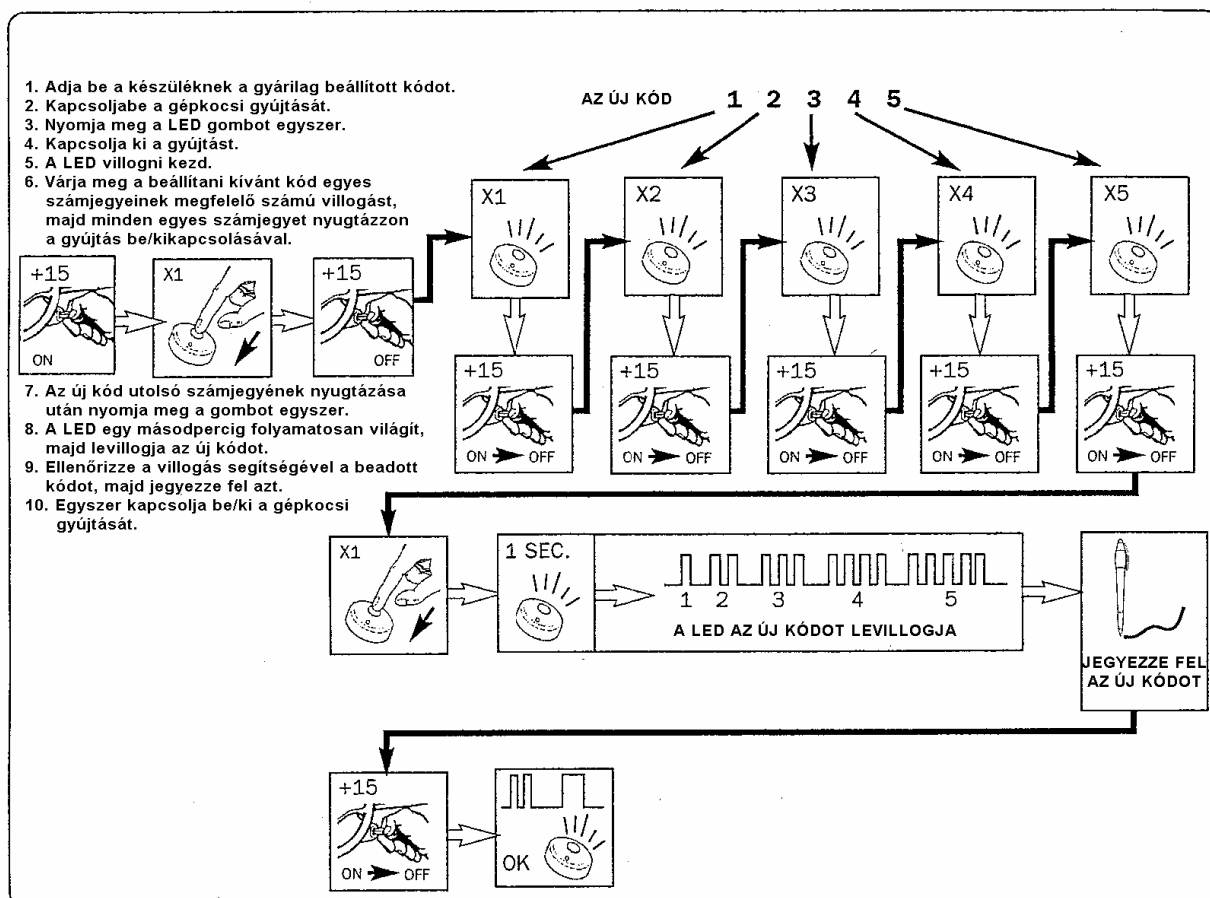 1. Adja be a készüléknek a gyárilag beállított kódot.
2. Kapcsoljabe a gépkocsi gyújtását.
3. Nyomja meg a LED gombot egyszer.
4. Kapcsolja ki a gyújtást.
5. A LED villogni kezd.
6. Várja meg a beállítani kívánt kód egyes
számjegyeinek megfelelő számú villogást,
majd minden egyes számjegyet nyugtázzon
a gyújtás be/kikapcsolásával.
AZ ÚJ KÓD 1 2 3 4 5
X1 X2 X3 X4 X5
+15 X1 +15
ON OFF
+15 +15 +15 +15 +15
ON OFF ON OFF ON OFF ON OFF ON OFF
7. Az új kód utolsó számjegyének nyugtázása
után nyomja meg a gombot egyszer.
8. A LED egy másodpercig folyamatosan világít,
majd levillogja az új kódot.
9. Ellenőrizze a villogás segítségével a beadott
kódot, majd jegyezze fel azt.
10. Egyszer kapcsolja be/ki a gépkocsi
gyújtását.
X1
1 SEC.
1 2 3 4 5
A LED AZ ÚJ KÓDOT LEVILLOGJA
JEGYEZZE FEL
AZ ÚJ KÓDOT
+15
ON OFF
OK